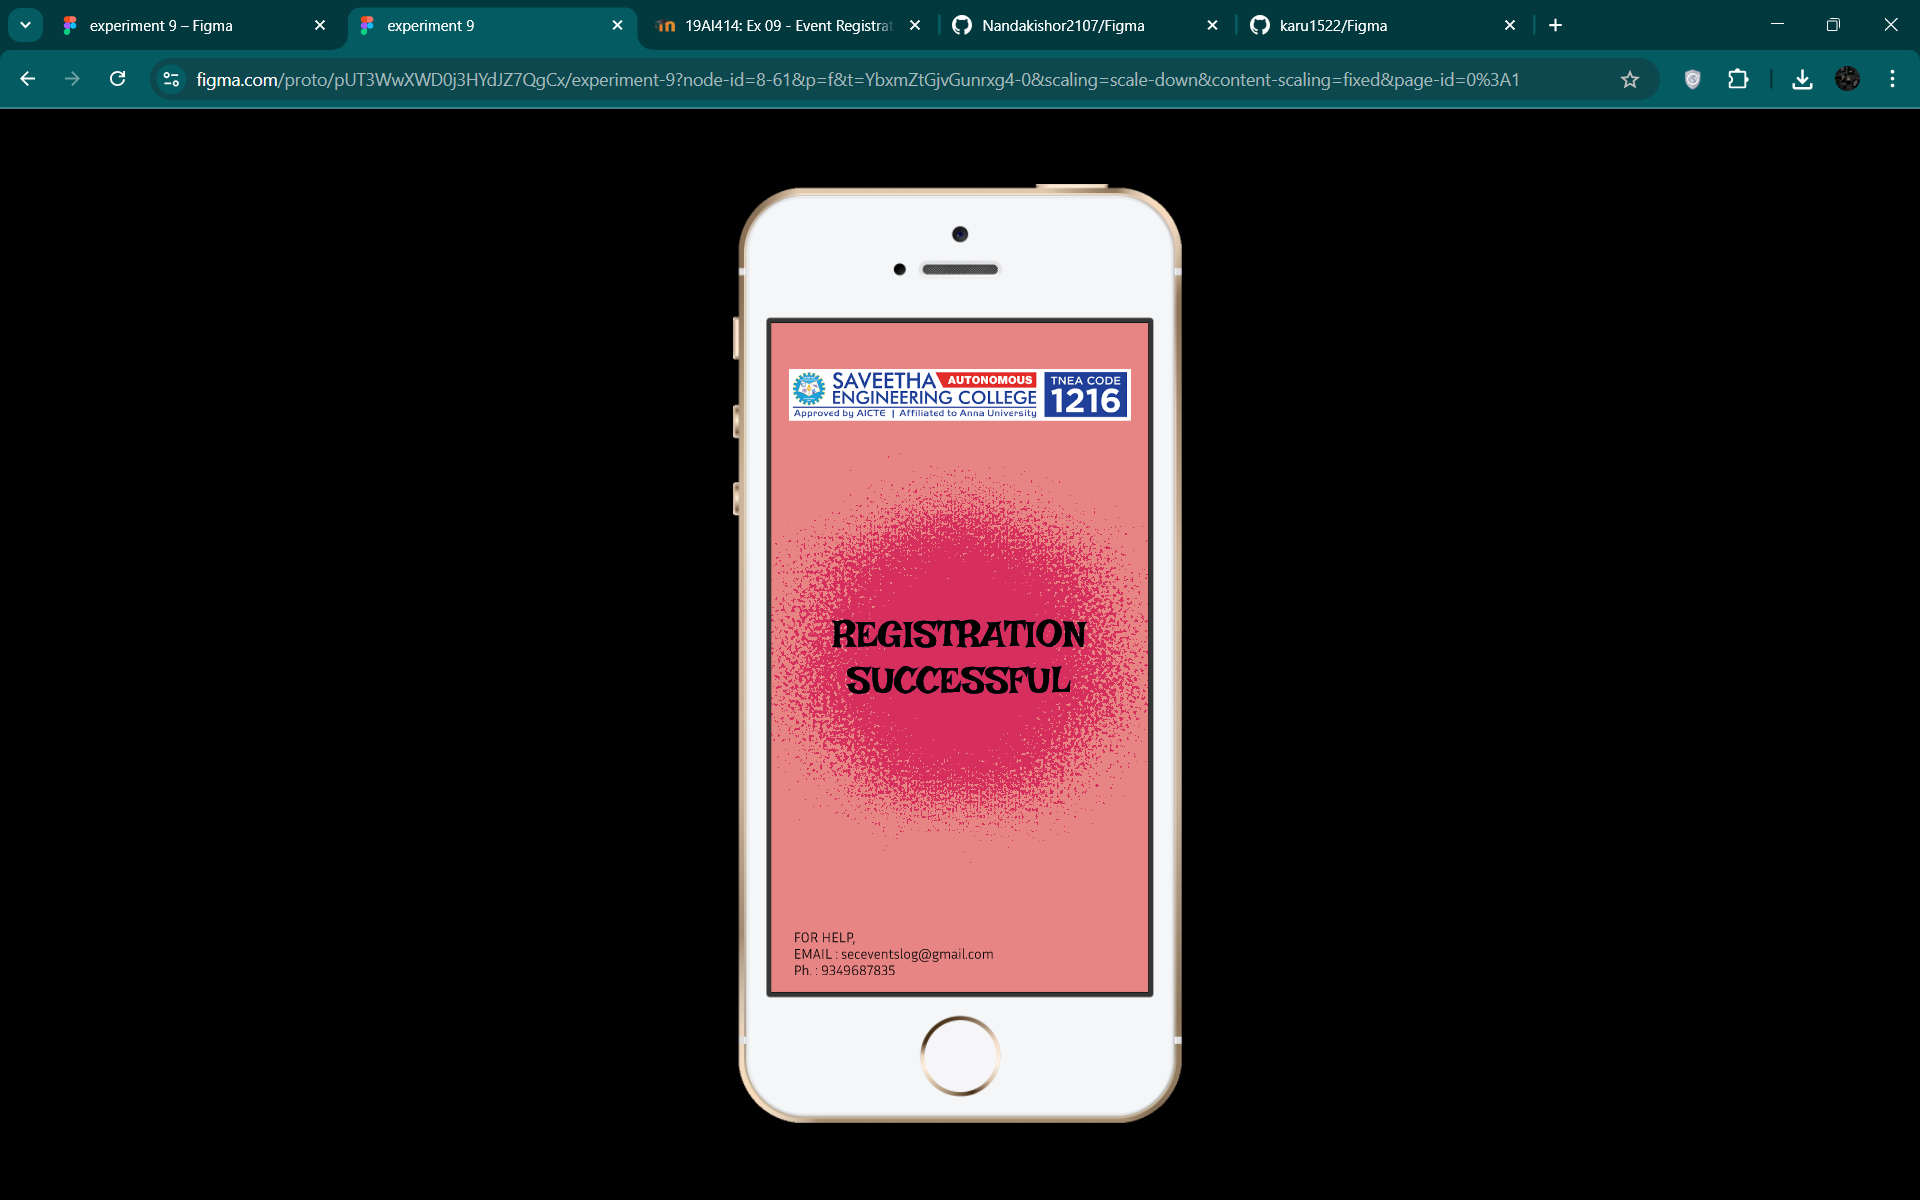 experiment 9 – Figma
experiment 9
19AI414: Ex 09 - Event Registrat
Nandakishor2107/Figma
karu1522/Figma
figma.com/proto/pUT3WwXWD0j3HYdJZ7QgCx/experiment-9?node-id=8-61&p=f&t=YbxmZtGjvGunrxg4-0&scaling=scale-down&content-scaling=fixed&page-id=0%3A1
SAVEETHA AUTONOMOUS
ENGINEERING COLLEGE
Approved by AICTE | Affiliated to Anna University
TNEA CODE
1216
REGISTRATION
SUCCESSFUL
FOR HELP,
EMAIL : seceventslog@gmail.com
Ph. : 9349687835